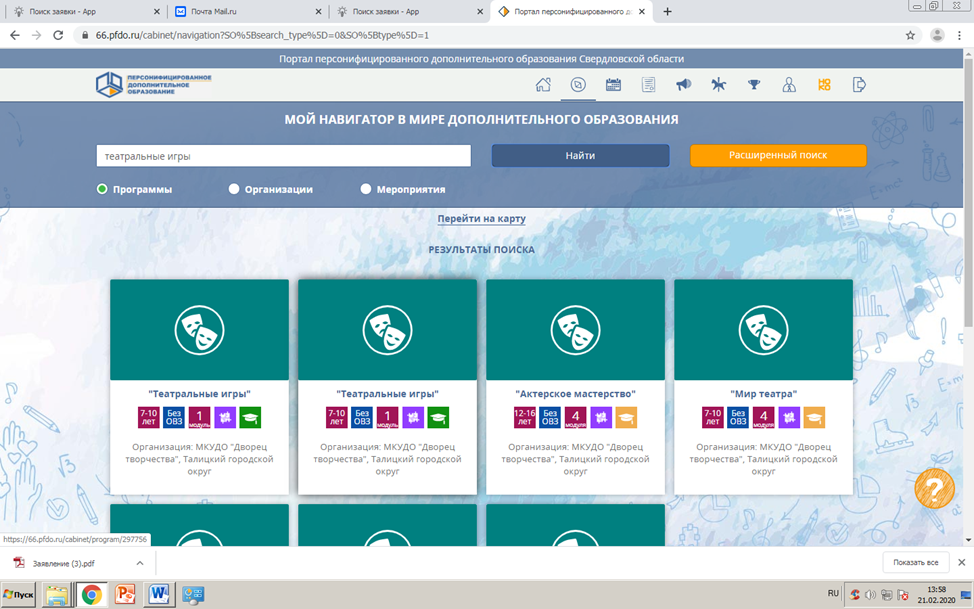 Поиск заявки - App
Почта Mail.ru
Поиск заявки - App
Портал персонифицированного д
66.pfdo.ru/cabinet/navigation?SO%5Bsearch_type%5D=0&SO%5Btype%5D=1
Портал персонифицированного дополнительного образования Свердловской области
ПЕРСОНИФИЦИРОВАННОЕ
ДОПОЛНИТЕЛЬНОЕ
ОБРАЗОВАНИЕ
НО
КО
МОЙ НАВИГАТОР В МИРЕ ДОПОЛНИТЕЛЬНОГО ОБРАЗОВАНИЯ
театральные игры
Найти
Расширенный поиск
Программы
Организации
Мероприятия
Перейти на карту
РЕЗУЛЬТАТЫ ПОИСКА
"Театральные игры"
7-10 лет
Без ОВЗ
1 модуль
Организация: МКУДО "Дворец
творчества", Талицкий городской
округ
"Театральные игры"
7-10 лет
Без ОВЗ
1 модуль
Организация: МКУДО "Дворец
творчества", Талицкий городской
округ
"Актерское мастерство"
12-16 лет
Без ОВЗ
4 модуля
Организация: МКУДО "Дворец
творчества", Талицкий городской
округ
"Мир театра"
7-10 лет
Без ОВЗ
4 модуля
Организация: МКУДО "Дворец
творчества", Талицкий городской
округ
?
https://66.pfdo.ru/cabinet/program/297756
Заявление (3).pdf
Показать все
Пуск
RU
13:58
21.02.2020